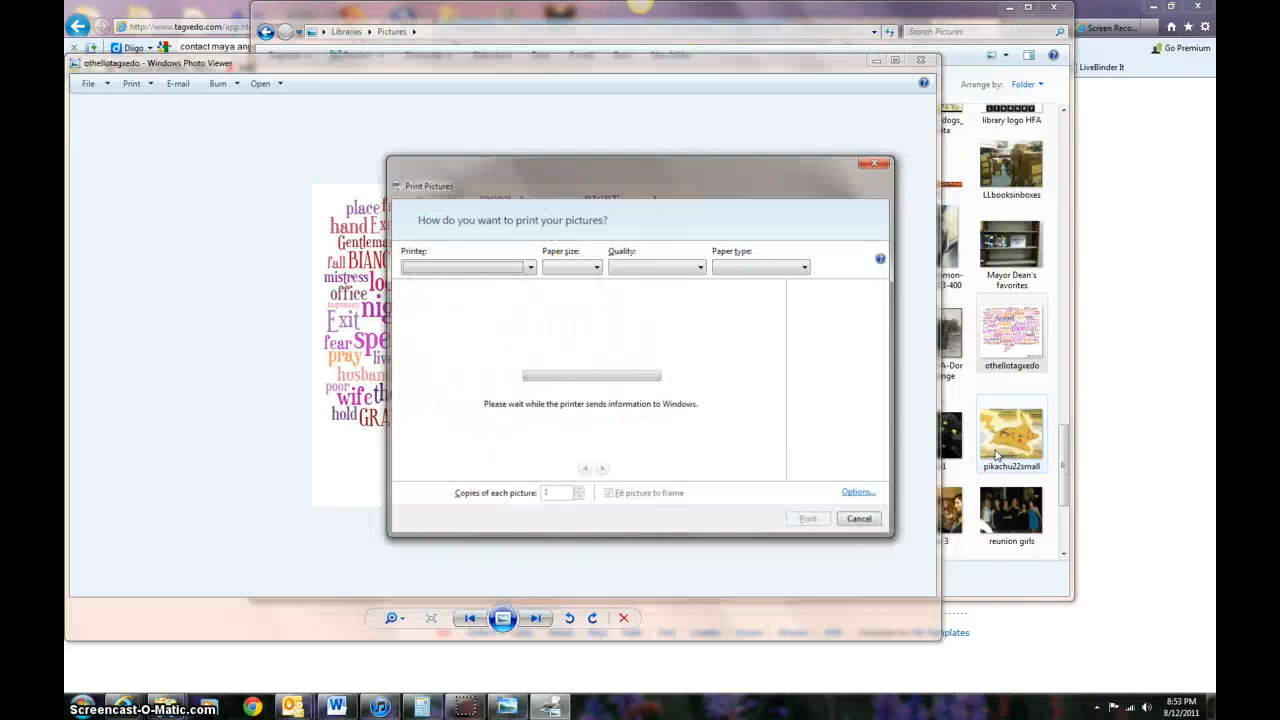 http://www.tagxedo.com/app.ht
Libraries
Pictures
Search Pictures
Screen Reco...
Diigo
contact maya an
Go Premium
othellotagxedo - Windows Photo Viewer
LiveBinder It
File
Print
E-mail
Burn
Open
Arrange by:
Folder
library logo HFA
LLbooksinboxes
Print Pictures
How do you want to print your pictures?
place
hand
Gentlemen
fall
BIANC
mistress
office
Exit
fear
pray
husban
poor
wife
hold
GRA
Printer:
Paper size:
Quality:
Paper type:
Mayor Dean's
favorites
othellotagxedo
Please wait while the printer sends information to Windows.
pikachu22small
Copies of each picture:
1
Fit picture to frame
Options...
Print
Cancel
reunion girls
Templates
Screencast-O-Matic.com
8:53 PM
8/12/2011